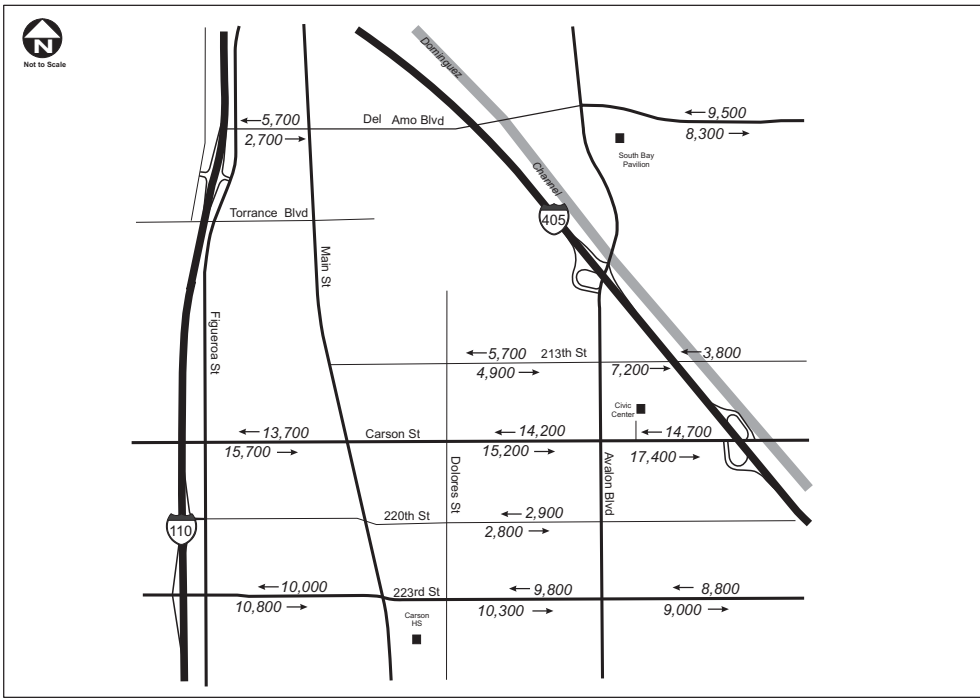 N
Not to Scale
Dominguez
Channel
5,700
Del Amo Blvd
2,700
9,500
8,300
South Bay
Pavilion
Torrance Blvd
405
Main St
Figueroa St
5,700
213th St
3,800
4,900
7,200
Civic
Center
13,700
Carson St
14,200
14,700
15,700
15,200
17,400
Dolores St
Avalon Blvd
110
220th St
2,900
2,800
10,000
223rd St
9,800
8,800
10,800
10,300
9,000
Carson
HS